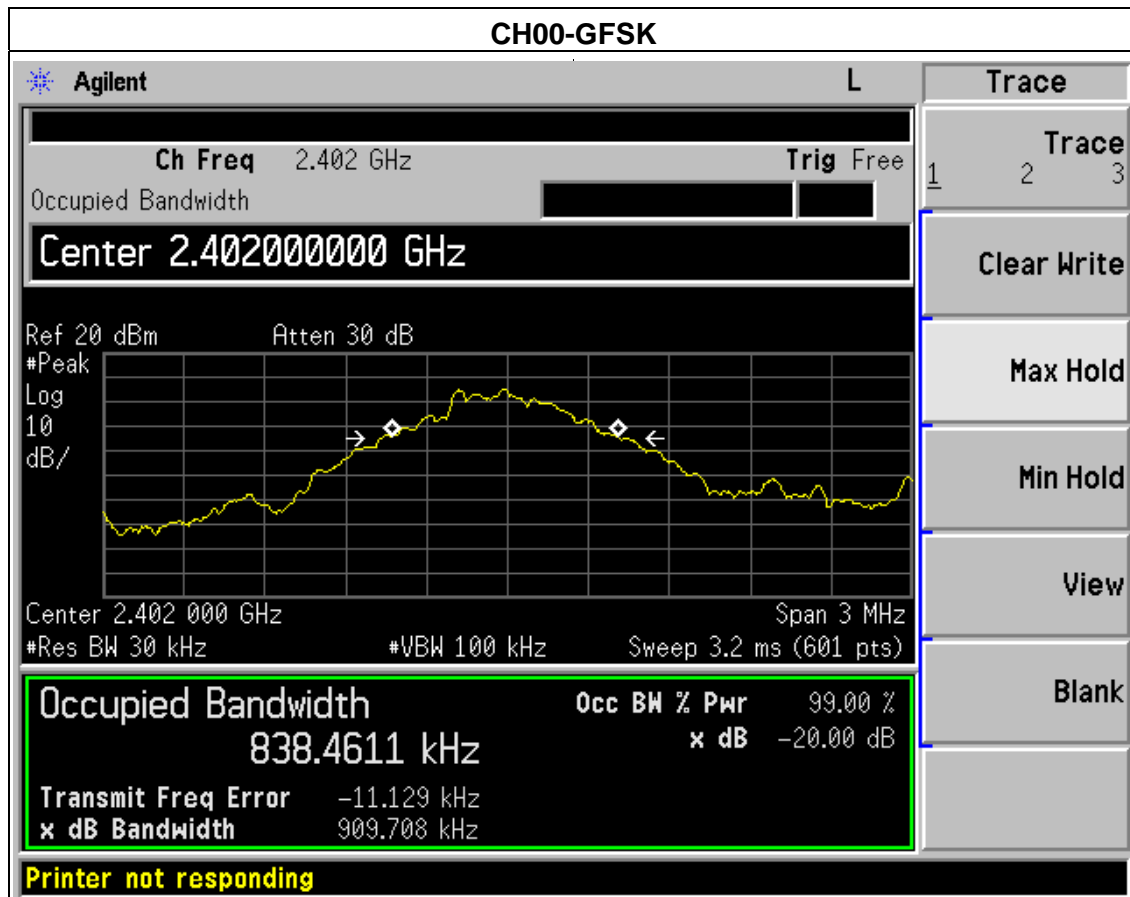 CH00-GFSK
Agilent L
Ch Freq 2.402 GHz Trig Free
Occupied Bandwidth
Center 2.402000000 GHz
Ref 20 dBm Atten 30 dB
#Peak
Log
10
dB/
Center 2.402 000 GHz Span 3 MHz
#Res BW 30 kHz #VBW 100 kHz Sweep 3.2 ms (601 pts)
Occupied Bandwidth Occ BW % Pwr 99.00 %
838.4611 kHz x dB -20.00 dB
Transmit Freq Error -11.129 kHz
x dB Bandwidth 909.708 kHz
Printer not responding
Trace
Trace
1 2 3
Clear Write
Max Hold
Min Hold
View
Blank